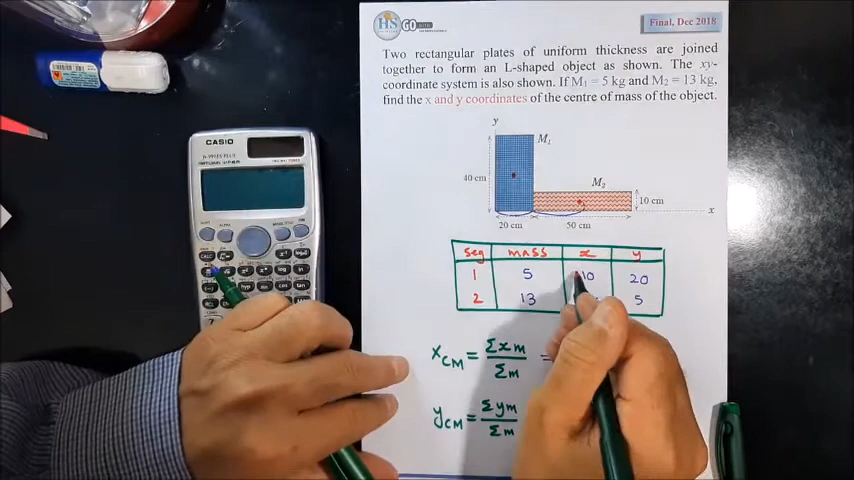 HS
GO
Final, Dec 2018
Two rectangular plates of uniform thickness are joined
together to form an L-shaped object as shown. The xy-
coordinate system is also shown. If M₁ = 5 kg and M₂ = 13 kg,
find the x and y coordinates of the centre of mass of the object.
y
M₁
40 cm
M₂
10 cm
x
20 cm
50 cm
seg mass x y
1 5 10 20
2 13 5
x_CM = Σxm / Σm =
y_CM = Σym / Σm
CASIO